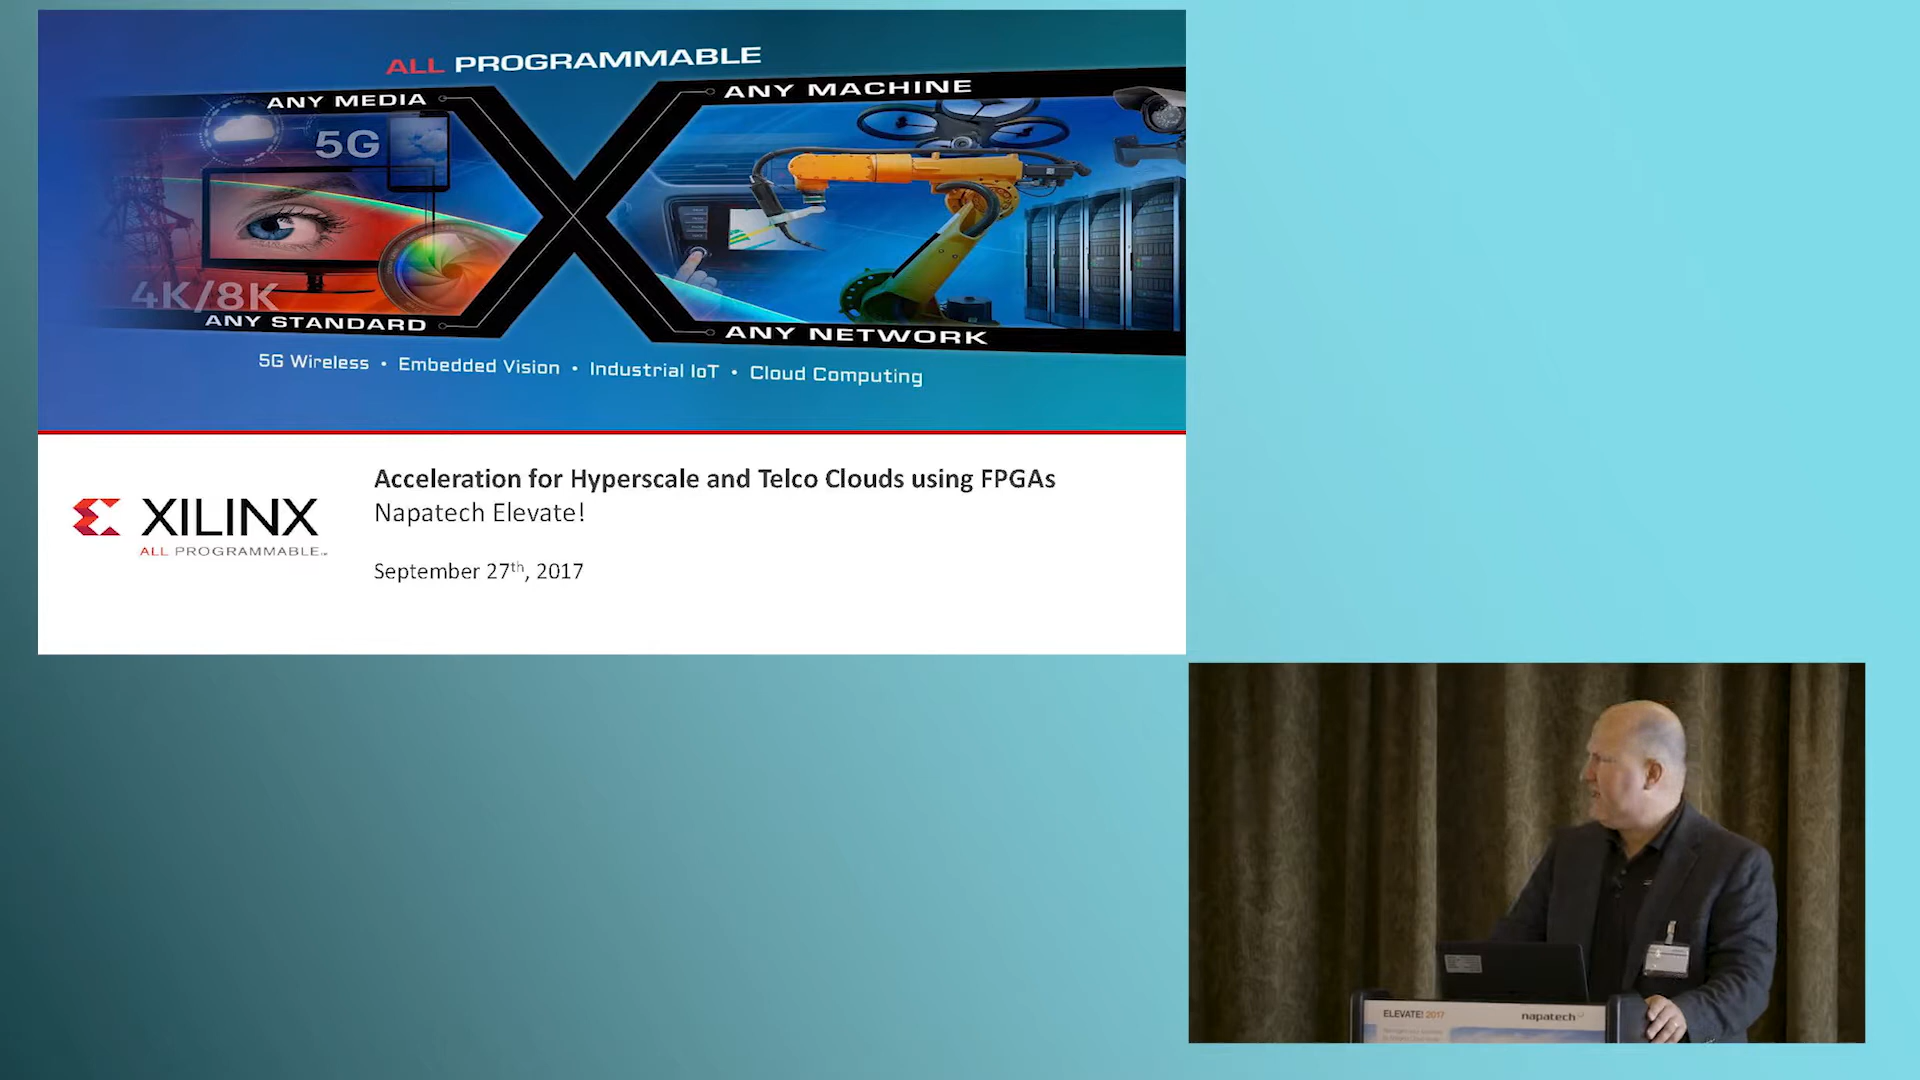 ALL PROGRAMMABLE
ANY MEDIA
ANY MACHINE
5G
4K/8K
ANY STANDARD
ANY NETWORK
5G Wireless • Embedded Vision • Industrial IoT • Cloud Computing
XILINX
ALL PROGRAMMABLE™
Acceleration for Hyperscale and Telco Clouds using FPGAs
Napatech Elevate!
September 27th, 2017
ELEVATE! 2017
napatech